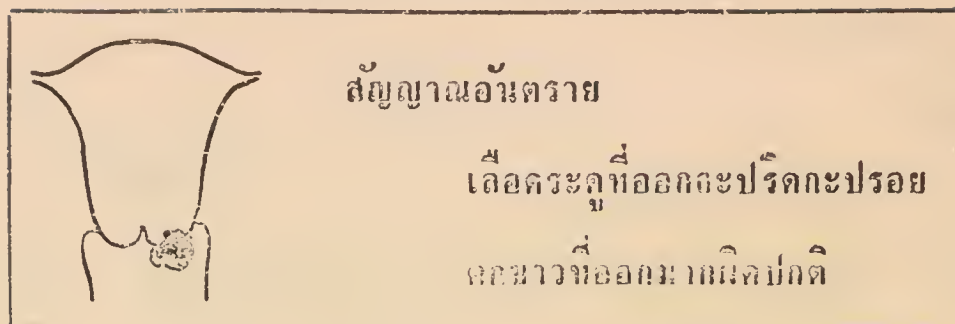 สัญญาณอันตราย
เลือดระดูที่ออกกะปริดกะปรอย
ตกขาวที่ออกมากผิดปกติ